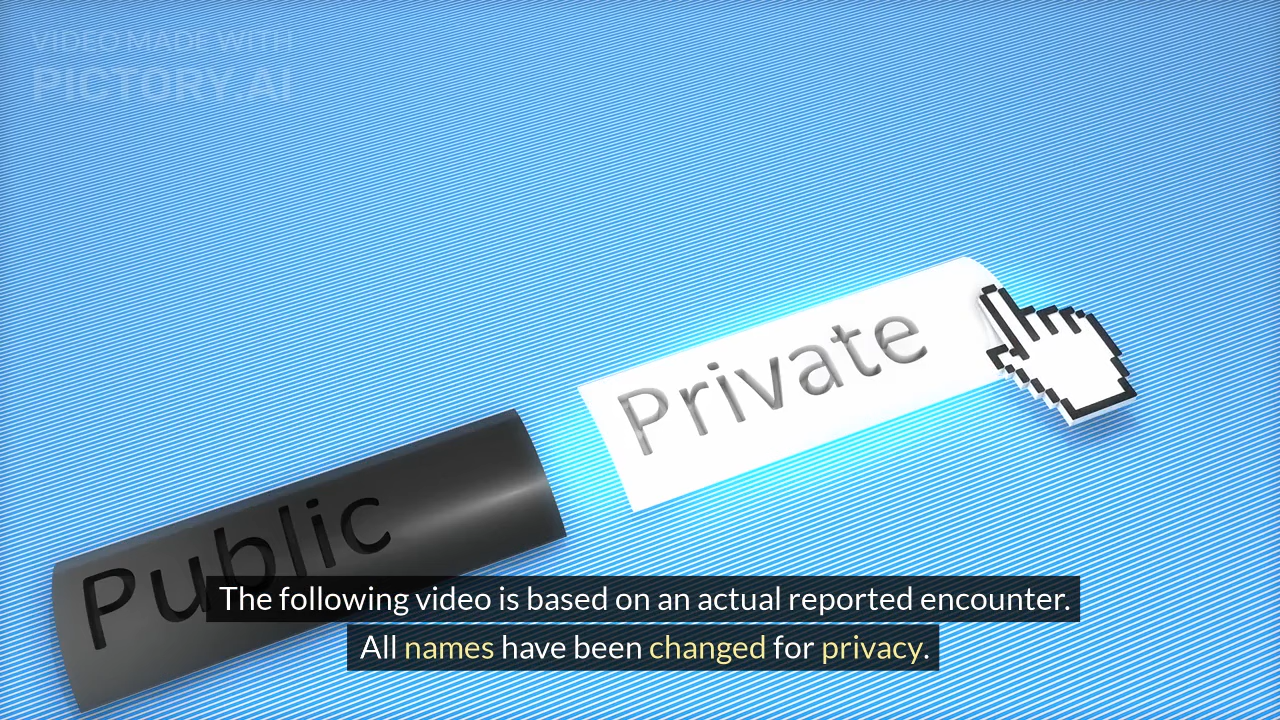 VIDEO MADE WITH
PICTORY.AI
Private
Public
The following video is based on an actual reported encounter.
All names have been changed for privacy.